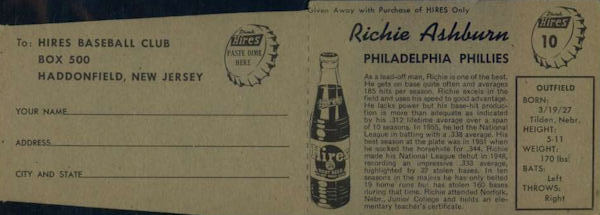 To: HIRES BASEBALL CLUB
BOX 500
HADDONFIELD, NEW JERSEY
Drink
Hires
PASTE DIME
HERE
YOUR NAME
ADDRESS
CITY AND STATE
Given Away with Purchase of HIRES Only
Richie Ashburn
PHILADELPHIA PHILLIES
Drink
Hires
10
Hires
As a lead-off man, Richie is one of the best.
He gets on base quite often and averages
185 hits per season. Richie excels in the
field and uses his speed to good advantage.
He lacks power but his base-hit produc-
tion is more than adequate as indicated
by his .312 lifetime average over a span
of 10 seasons. In 1955, he led the National
League in batting with a .338 average. His
best season at the plate was in 1951 when
he socked the horsehide for .344. Richie
made his National League debut in 1948,
recording an impressive .333 average,
highlighted by 32 stolen bases. In ten
seasons in the majors he has only belted
19 home runs but has stolen 160 bases
during that time. Richie attended Norfolk,
Nebr., Junior College and holds an ele-
mentary teacher's certificate.
OUTFIELD
BORN:
3/19/27
Tilden, Nebr.
HEIGHT:
5-11
WEIGHT:
170 lbs.
BATS:
Left
THROWS:
Right